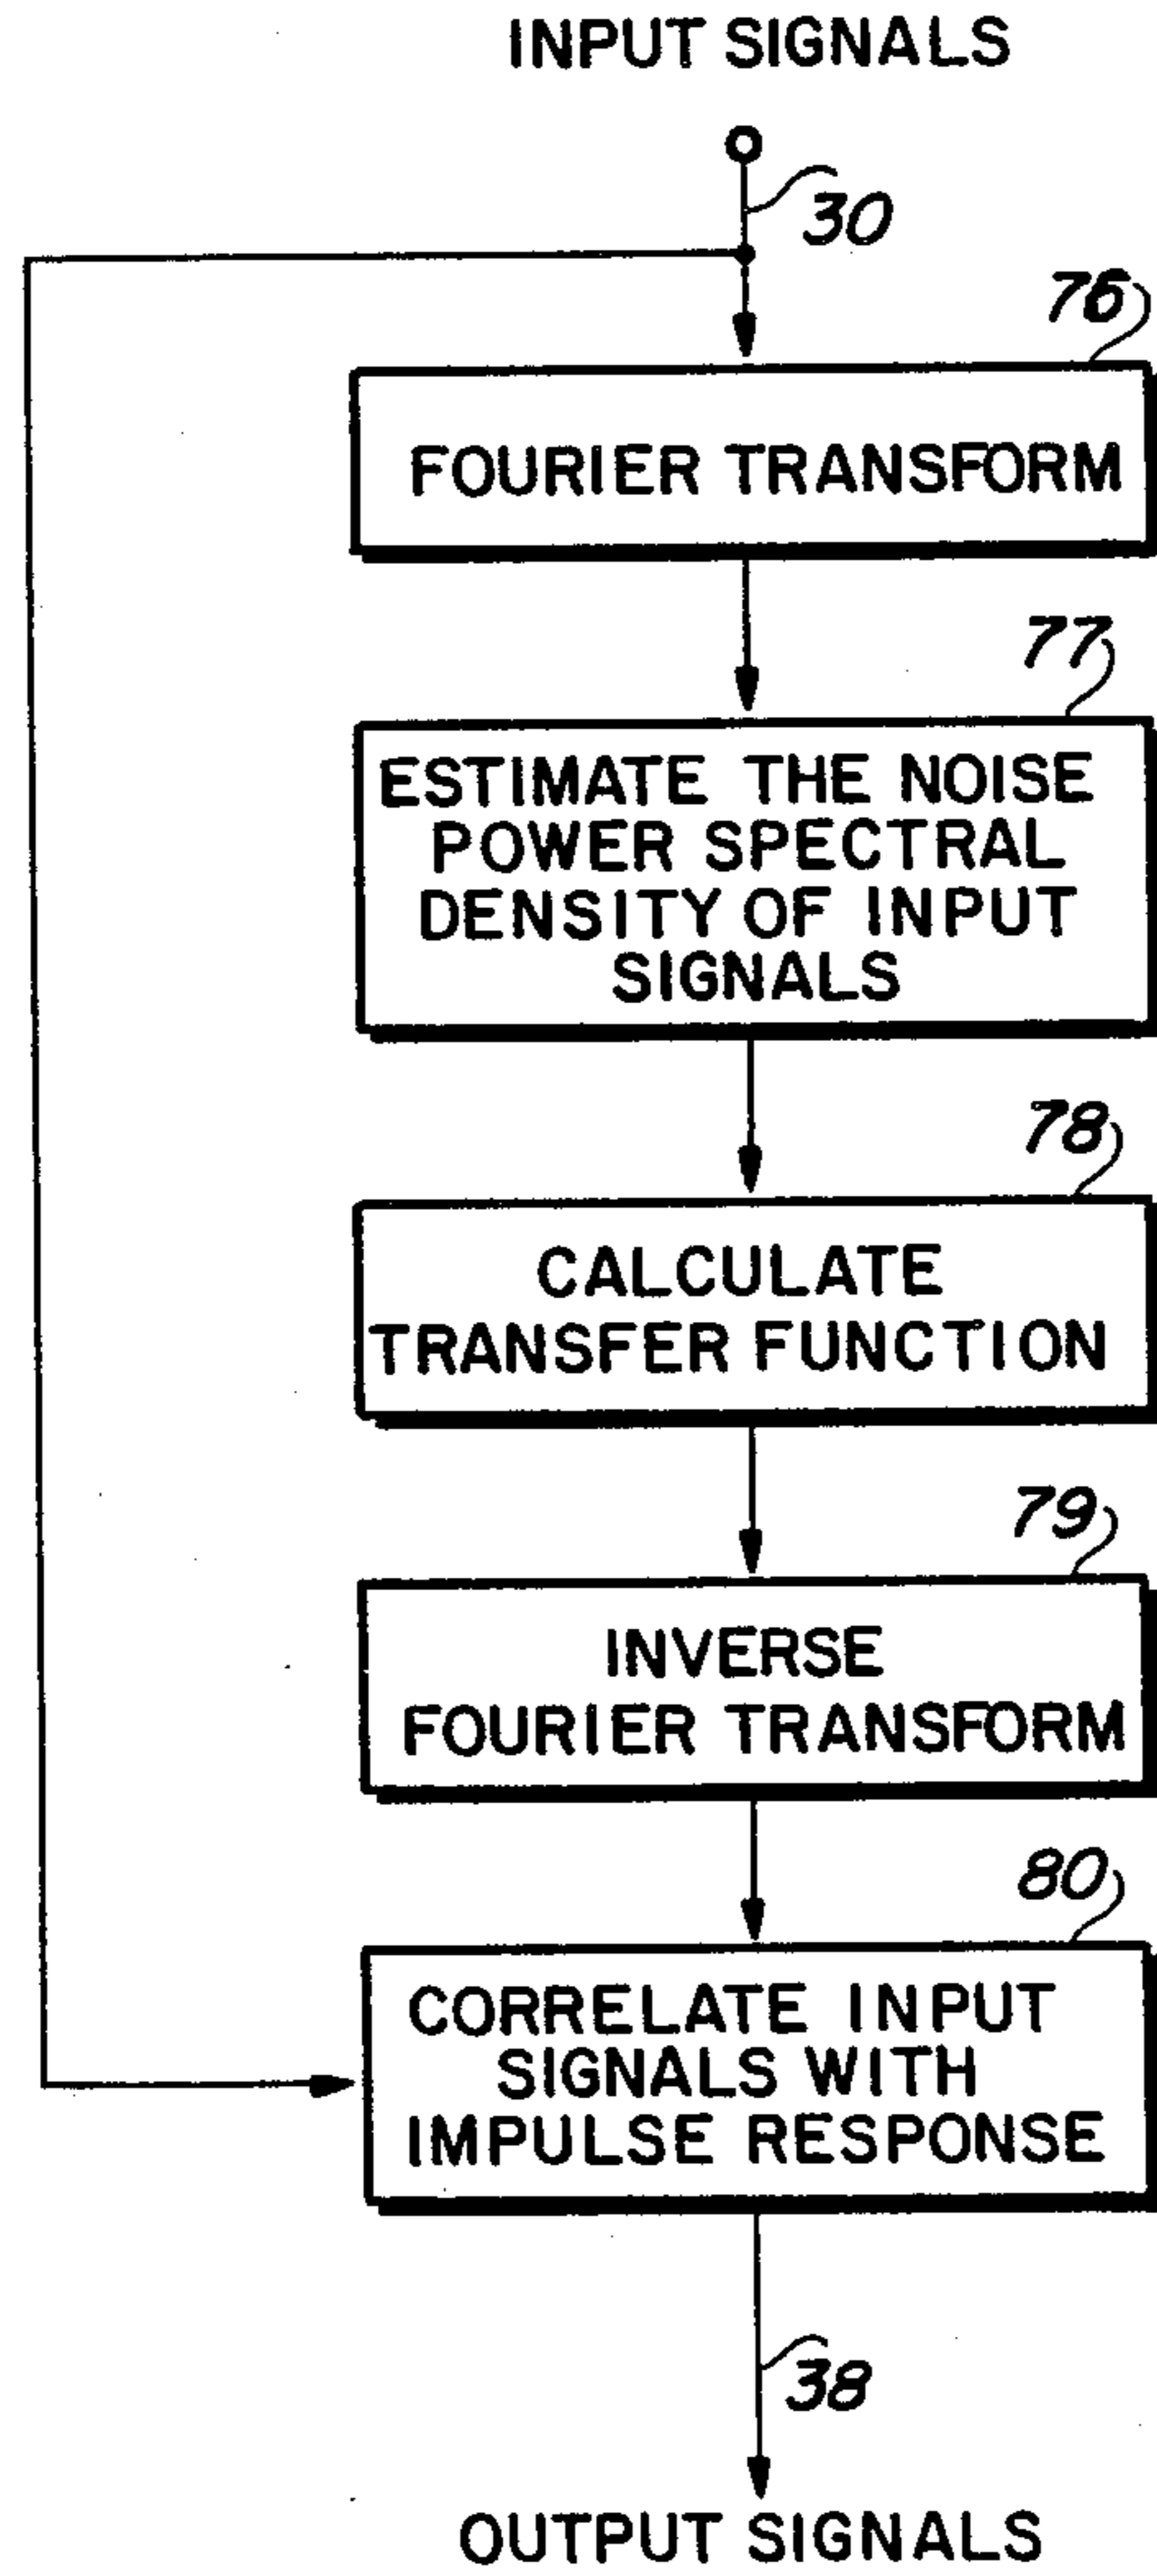 INPUT SIGNALS
30
76
FOURIER TRANSFORM
77
ESTIMATE THE NOISE
POWER SPECTRAL
DENSITY OF INPUT
SIGNALS
78
CALCULATE
TRANSFER FUNCTION
79
INVERSE
FOURIER TRANSFORM
80
CORRELATE INPUT
SIGNALS WITH
IMPULSE RESPONSE
38
OUTPUT SIGNALS